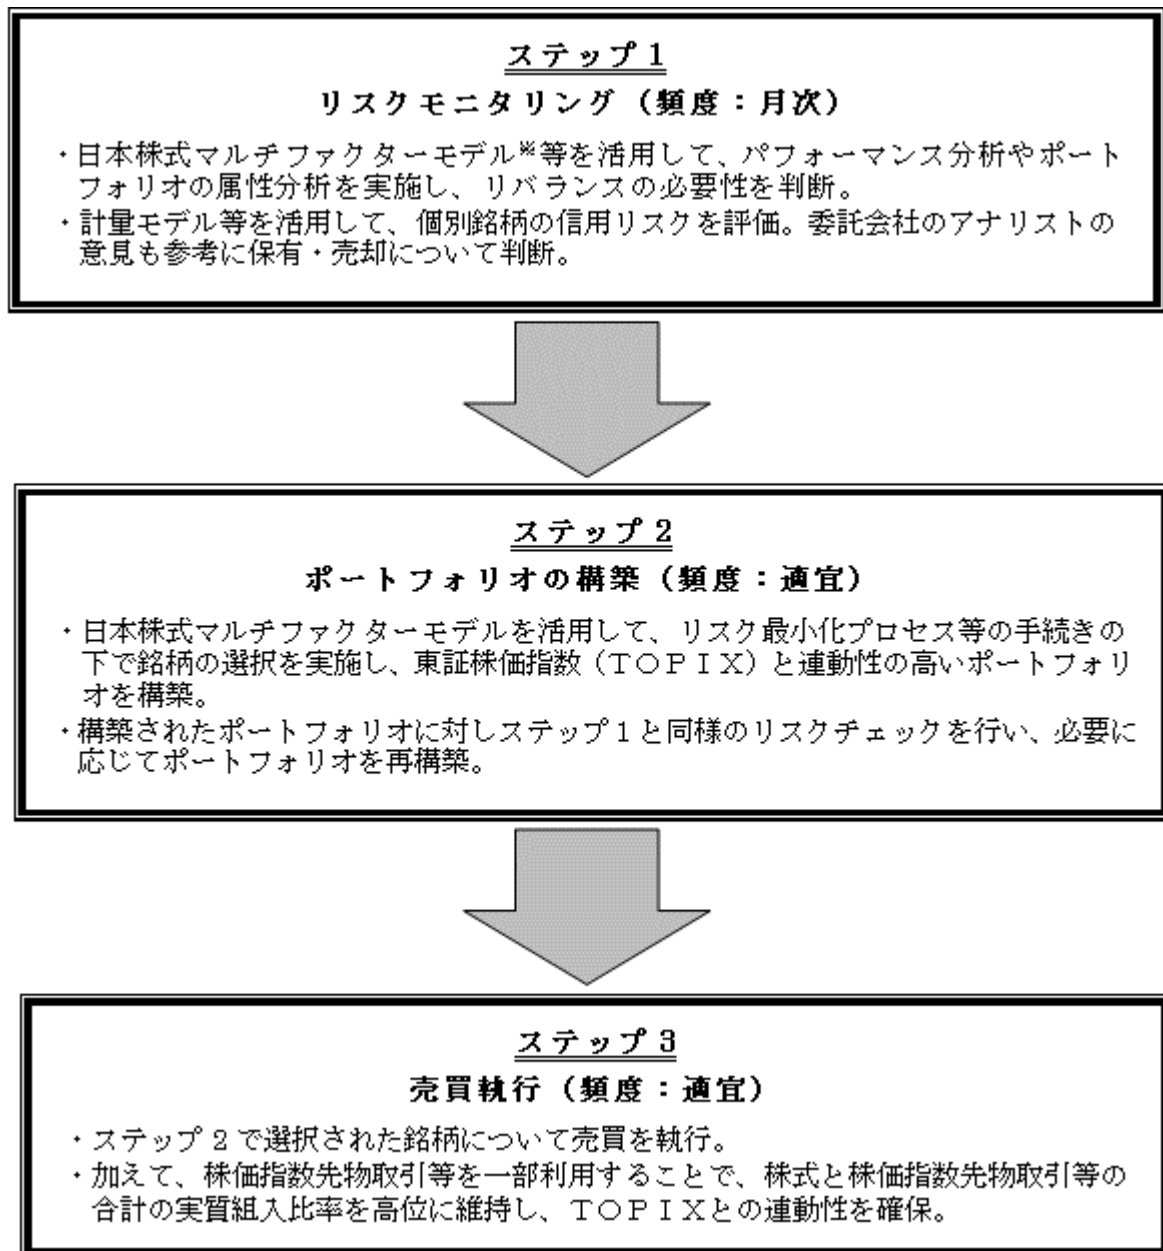 ステップ1
リスクモニタリング（頻度：月次）
・日本株式マルチファクターモデル※等を活用して、パフォーマンス分析やポート
フォリオの属性分析を実施し、リバランスの必要性を判断。
・計量モデル等を活用して、個別銘柄の信用リスクを評価。委託会社のアナリストの
意見も参考に保有・売却について判断。
ステップ2
ポートフォリオの構築（頻度：適宜）
・日本株式マルチファクターモデルを活用して、リスク最小化プロセス等の手続きの
下で銘柄の選択を実施し、東証株価指数（ＴＯＰＩＸ）と連動性の高いポートフォリ
オを構築。
・構築されたポートフォリオに対しステップ１と同様のリスクチェックを行い、必要に
応じてポートフォリオを再構築。
ステップ3
売買執行（頻度：適宜）
・ステップ２で選択された銘柄について売買を執行。
・加えて、株価指数先物取引等を一部利用することで、株式と株価指数先物取引等の
合計の実質組入比率を高位に維持し、ＴＯＰＩＸとの連動性を確保。